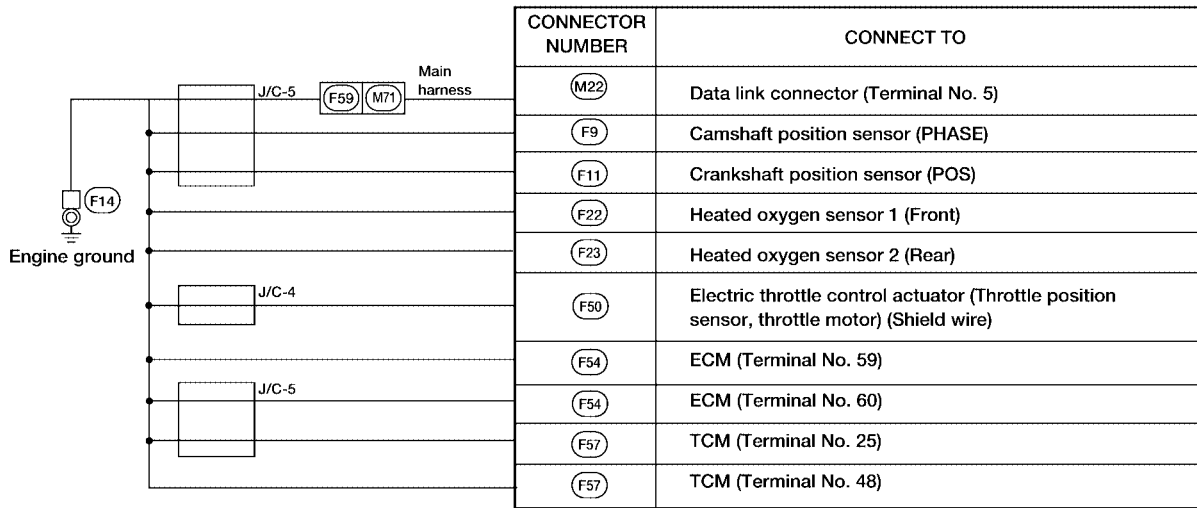 CONNECTOR NUMBER
CONNECT TO
Main harness
J/C-5
F59
M71
M22
Data link connector (Terminal No. 5)
F9
Camshaft position sensor (PHASE)
F11
Crankshaft position sensor (POS)
F14
Engine ground
F22
Heated oxygen sensor 1 (Front)
F23
Heated oxygen sensor 2 (Rear)
J/C-4
F50
Electric throttle control actuator (Throttle position
sensor, throttle motor) (Shield wire)
F54
ECM (Terminal No. 59)
J/C-5
F54
ECM (Terminal No. 60)
F57
TCM (Terminal No. 25)
F57
TCM (Terminal No. 48)